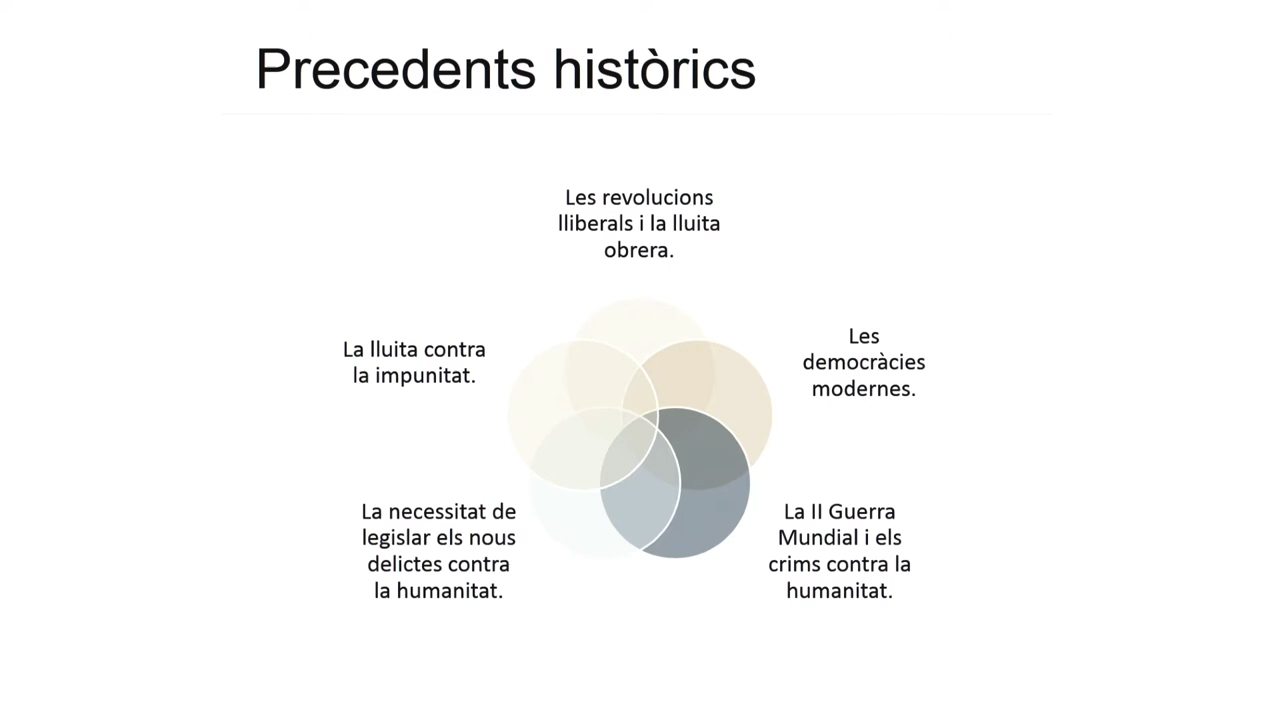 Precedents històrics
Les revolucions
lliberals i la lluita
obrera.
Les
democràcies
modernes.
La II Guerra
Mundial i els
crims contra la
humanitat.
La necessitat de
legislar els nous
delictes contra
la humanitat.
La lluita contra
la impunitat.